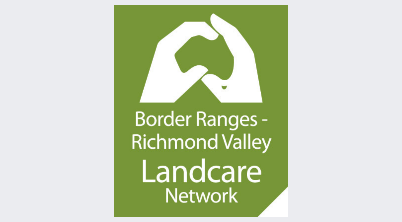 Border Ranges -
Richmond Valley
Landcare
Network